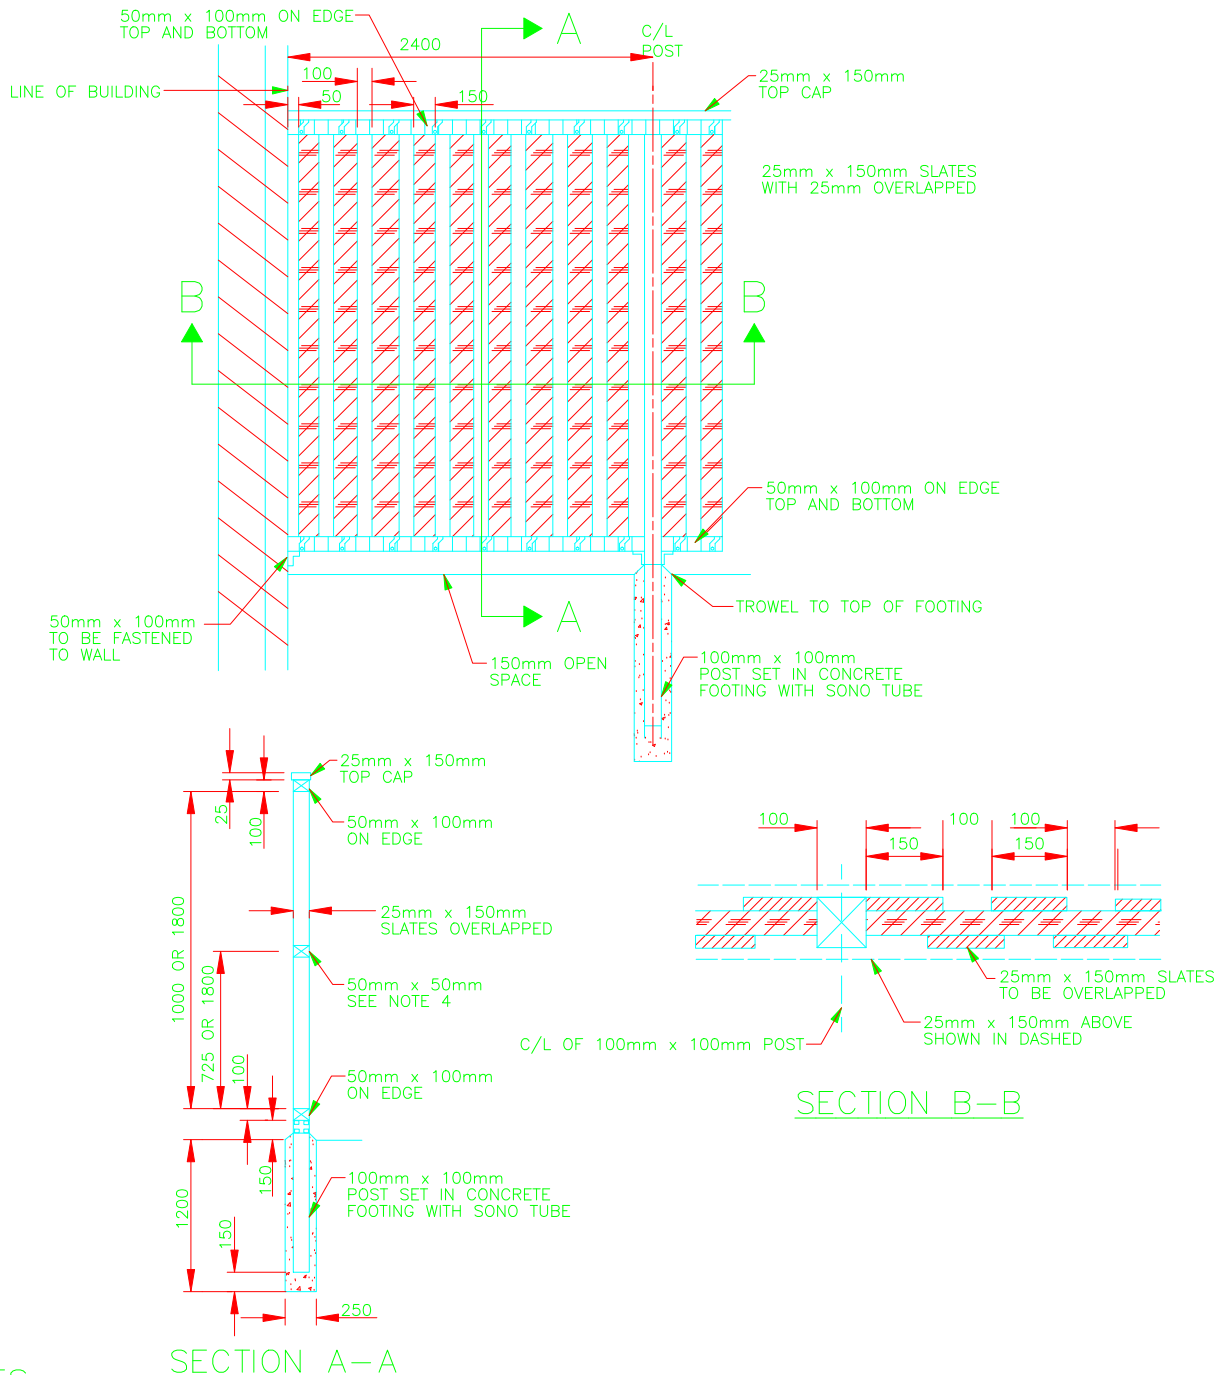 50mm x 100mm ON EDGE
TOP AND BOTTOM
A
C/L
POST
2400
LINE OF BUILDING
100
50
150
25mm x 150mm
TOP CAP
25mm x 150mm SLATES
WITH 25mm OVERLAPPED
B
B
50mm x 100mm ON EDGE
TOP AND BOTTOM
50mm x 100mm
TO BE FASTENED
TO WALL
A
TROWEL TO TOP OF FOOTING
150mm OPEN
SPACE
100mm x 100mm
POST SET IN CONCRETE
FOOTING WITH SONO TUBE
25mm x 150mm
TOP CAP
25
100
50mm x 100mm
ON EDGE
1000 OR 1800
25mm x 150mm
SLATES OVERLAPPED
725 OR 1800
50mm x 50mm
SEE NOTE 4
100
50mm x 100mm
ON EDGE
150
1200
150
100mm x 100mm
POST SET IN CONCRETE
FOOTING WITH SONO TUBE
250
SECTION A-A
100
100
100
150
150
25mm x 150mm SLATES
TO BE OVERLAPPED
25mm x 150mm ABOVE
SHOWN IN DASHED
C/L OF 100mm x 100mm POST
SECTION B-B